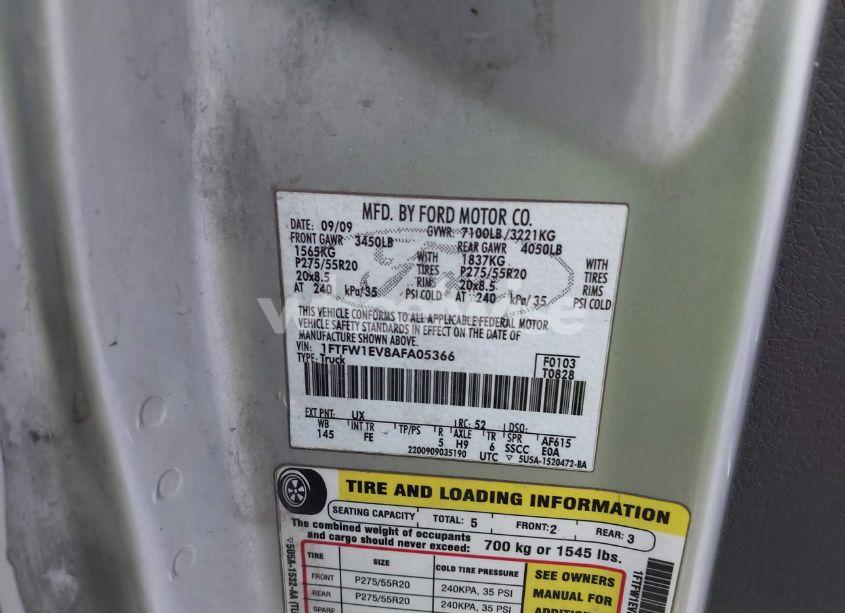 MFD. BY FORD MOTOR CO.
DATE: 09/09 GVWR: 7100LB./3221KG
FRONT GAWR 3450LB REAR GAWR 4050LB
1565KG WITH 1837KG WITH
P275/55R20 TIRES P275/55R20 TIRES
20x8.5 RIMS 20x8.5 RIMS
AT 240 kPa/35 PSI COLD AT 240 kPa/35 PSI COLD
THIS VEHICLE CONFORMS TO ALL APPLICABLE FEDERAL MOTOR
VEHICLE SAFETY STANDARDS IN EFFECT ON THE DATE OF
MANUFACTURE SHOWN ABOVE.
VIN: 1FTFW1EV8AFA05366 F0103
TYPE: Truck T0828
EXT PNT: UX RC: 52 DSO:
WB INT TR TP/PS R AXLE TR SPR AF615
145 FE 5 H9 6 SSCC E0A
2200909035190 UTC 5U5A-1520472-BA
TIRE AND LOADING INFORMATION
SEATING CAPACITY TOTAL: 5 FRONT: 2 REAR: 3
The combined weight of occupants
and cargo should never exceed: 700 kg or 1545 lbs.
TIRE SIZE COLD TIRE PRESSURE SEE OWNERS
FRONT P275/55R20 240KPA, 35 PSI MANUAL FOR
REAR P275/55R20 240KPA, 35 PSI
SPARE